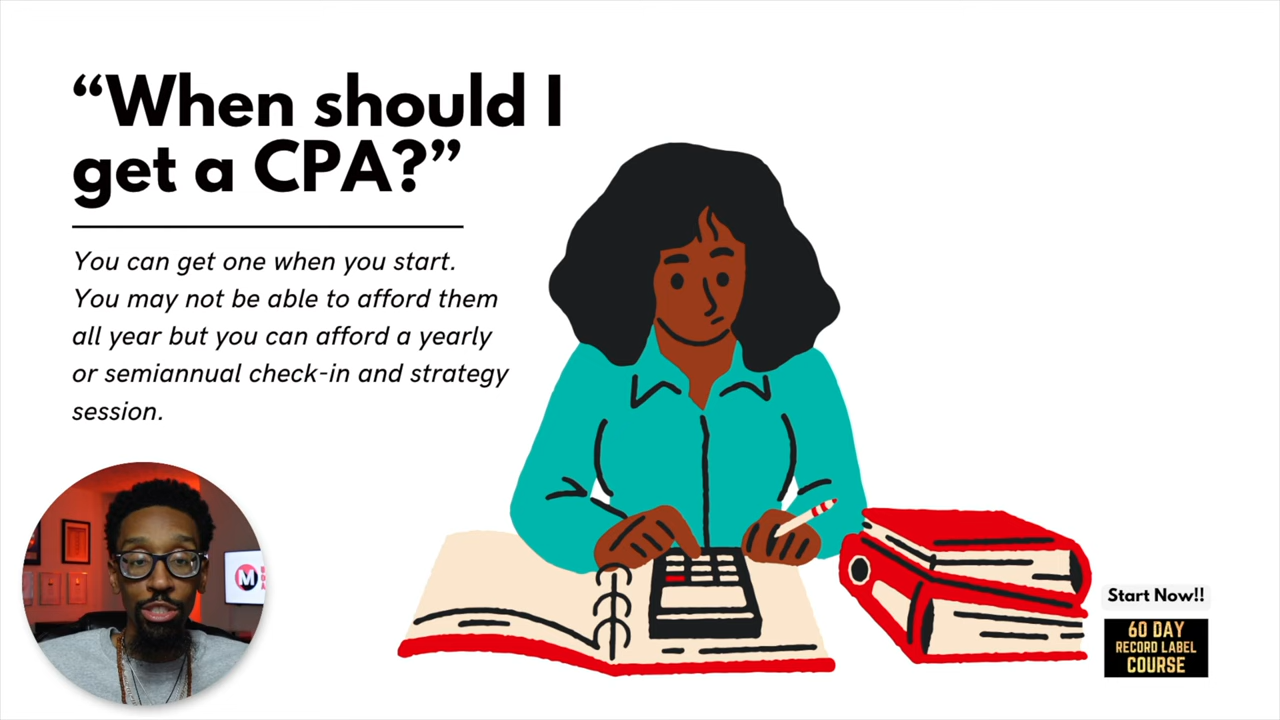 “When should I
get a CPA?”
You can get one when you start.
You may not be able to afford them
all year but you can afford a yearly
or semiannual check-in and strategy
session.
M
Start Now!!
60 DAY
RECORD LABEL
COURSE